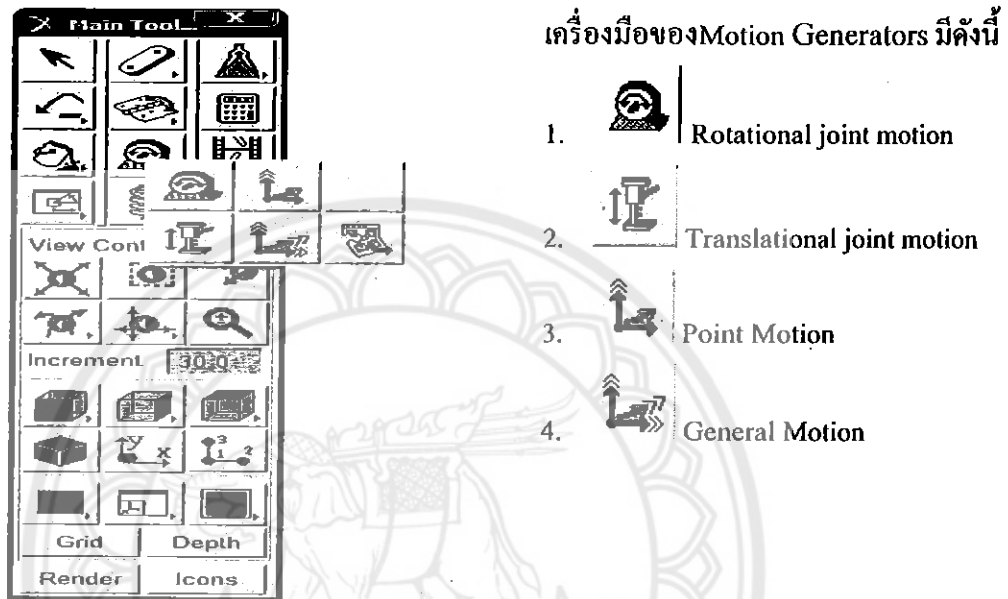 Main Tool...
View Cont
Increment 30.0
Grid Depth
Render Icons
เครื่องมือของMotion Generators มีดังนี้
1. Rotational joint motion
2. Translational joint motion
3. Point Motion
4. General Motion